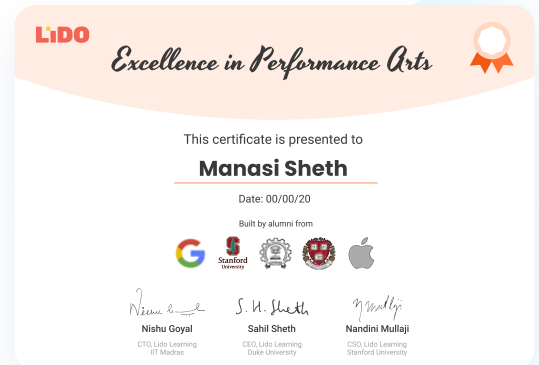 LiDO
Excellence in Performance Arts
This certificate is presented to
Manasi Sheth
Date: 00/00/20
Built by alumni from
Stanford
University
S. H. Sheth
Nishu Goyal
Sahil Sheth
Nandini Mullaji
CTO, Lido Learning
CEO, Lido Learning
CSO, Lido Learning
IIT Madras
Duke University
Stanford University